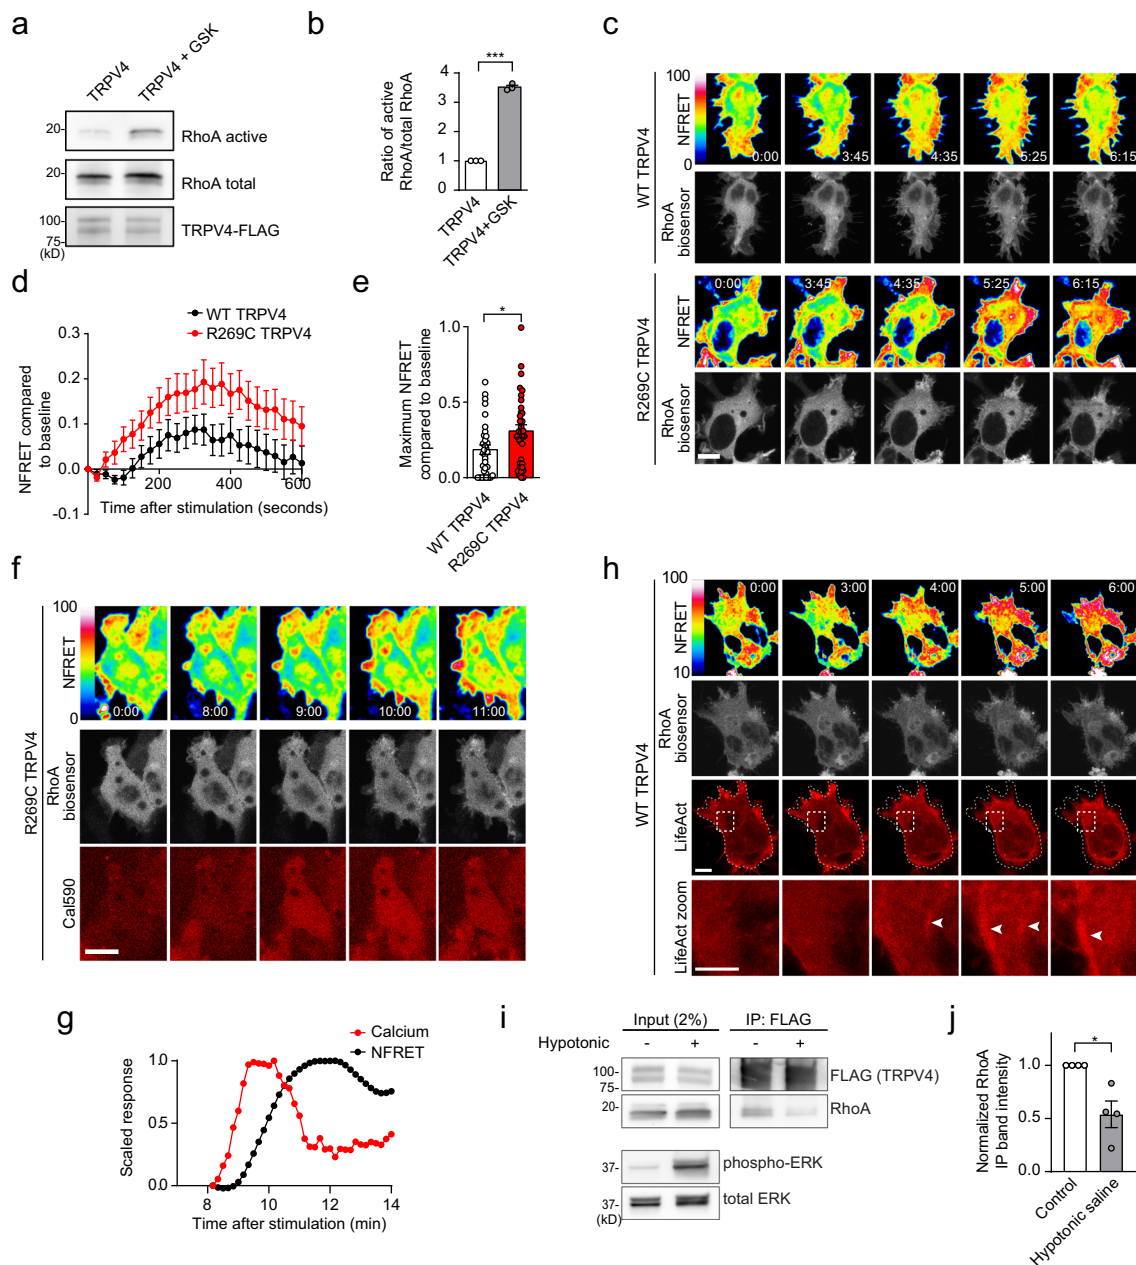 a
TRPV4
TRPV4 + GSK
20-
RhoA active
20-
RhoA total
100-
75-
(kD)
TRPV4-FLAG
b
***
Ratio of active
RhoA/total RhoA
4
3
2
1
0
TRPV4
TRPV4+GSK
c
WT TRPV4
100
NFRET
0
0:00
3:45
4:35
5:25
6:15
RhoA
biosensor
R269C TRPV4
NFRET
0:00
3:45
4:35
5:25
6:15
RhoA
biosensor
d
WT TRPV4
R269C TRPV4
NFRET compared
to baseline
0.3
0.2
0.1
0.0
-0.1
200
400
600
Time after stimulation (seconds)
e
*
Maximum NFRET
compared to baseline
1.0
0.5
0
WT TRPV4
R269C TRPV4
f
R269C TRPV4
100
NFRET
0
0:00
8:00
9:00
10:00
11:00
RhoA
biosensor
Cal590
h
WT TRPV4
100
NFRET
10
0:00
3:00
4:00
5:00
6:00
RhoA
biosensor
LifeAct
LifeAct zoom
g
Calcium
NFRET
Scaled response
1.0
0.5
0.0
8
10
12
14
Time after stimulation (min)
i
Input (2%)
IP: FLAG
Hypotonic - + - +
100-
75-
FLAG (TRPV4)
20-
RhoA
37-
phospho-ERK
37-
(kD)
total ERK
j
*
Normalized RhoA
IP band intensity
1.0
0.5
0
Control
Hypotonic saline